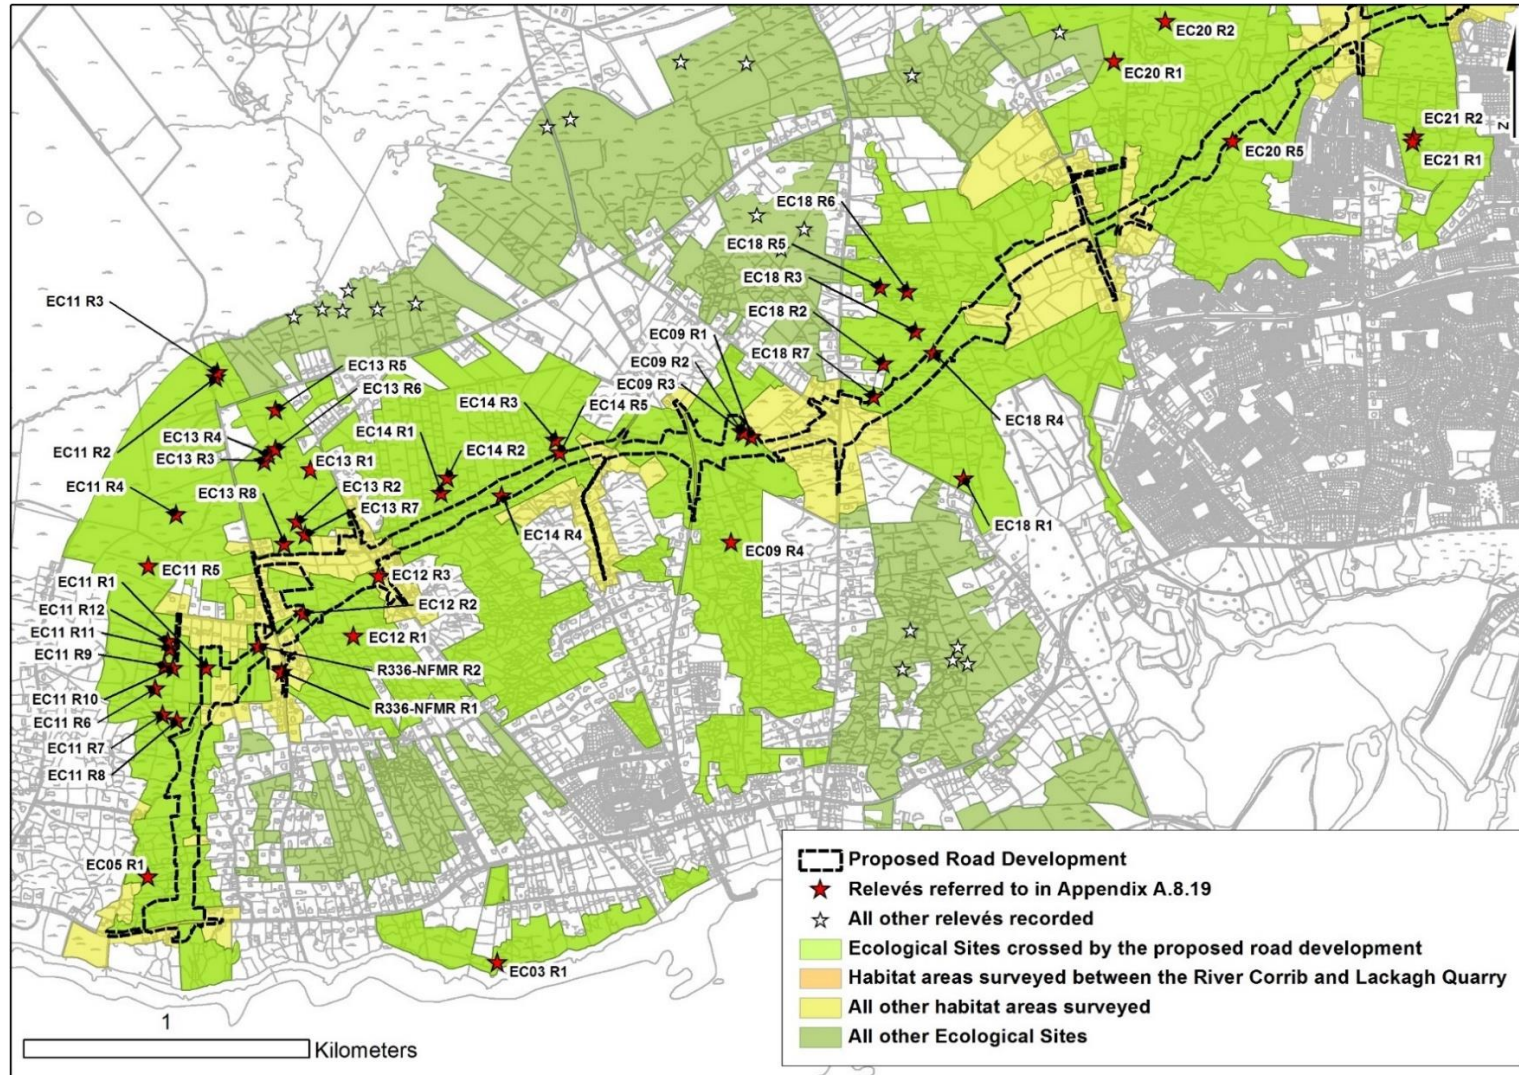 EC20 R2
EC20 R1
EC21 R2
EC20 R5
EC21 R1
Z
EC18 R6
EC18 R5
EC18 R3
EC18 R2
EC18 R7
EC09 R1
EC09 R2
EC09 R3
EC18 R4
EC18 R1
EC09 R4
EC11 R3
EC13 R5
EC13 R6
EC14 R3
EC14 R5
EC14 R1
EC14 R2
EC14 R4
EC11 R2
EC13 R4
EC13 R3
EC13 R1
EC11 R4
EC13 R8
EC13 R2
EC13 R7
EC11 R1
EC11 R5
EC12 R3
EC11 R12
EC12 R2
EC11 R11
EC12 R1
EC11 R9
R336-NFMR R2
EC11 R10
R336-NFMR R1
EC11 R6
EC11 R7
EC11 R8
EC05 R1
EC03 R1
1
Kilometers
Proposed Road Development
Relevés referred to in Appendix A.8.19
All other relevés recorded
Ecological Sites crossed by the proposed road development
Habitat areas surveyed between the River Corrib and Lackagh Quarry
All other habitat areas surveyed
All other Ecological Sites